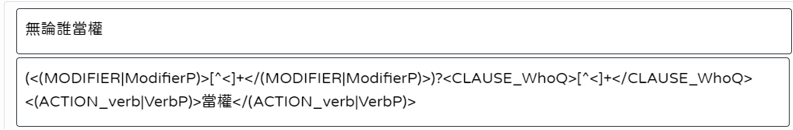 無論誰當權
(<(MODIFIER|ModifierP)>[^<]+</(MODIFIER|ModifierP)>)?<CLAUSE_WhoQ>[^<]+</CLAUSE_WhoQ>
<(ACTION_verb|VerbP)>當權</(ACTION_verb|VerbP)>